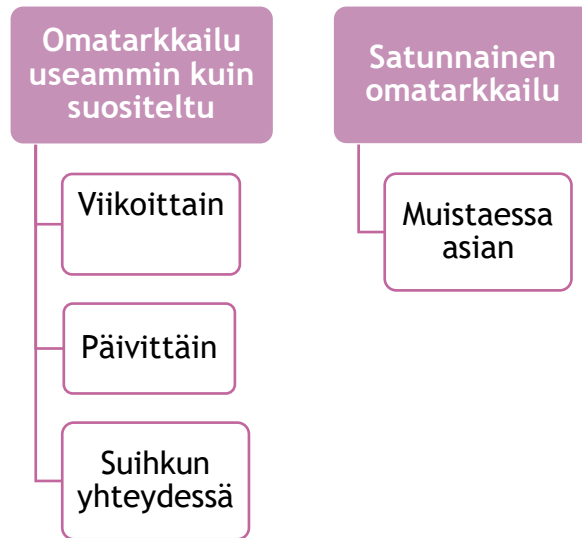 Omatarkkailu
useammin kuin
suositeltu
Viikoittain
Päivittäin
Suihkun
yhteydessä
Satunnainen
omatarkkailu
Muistaessa
asian